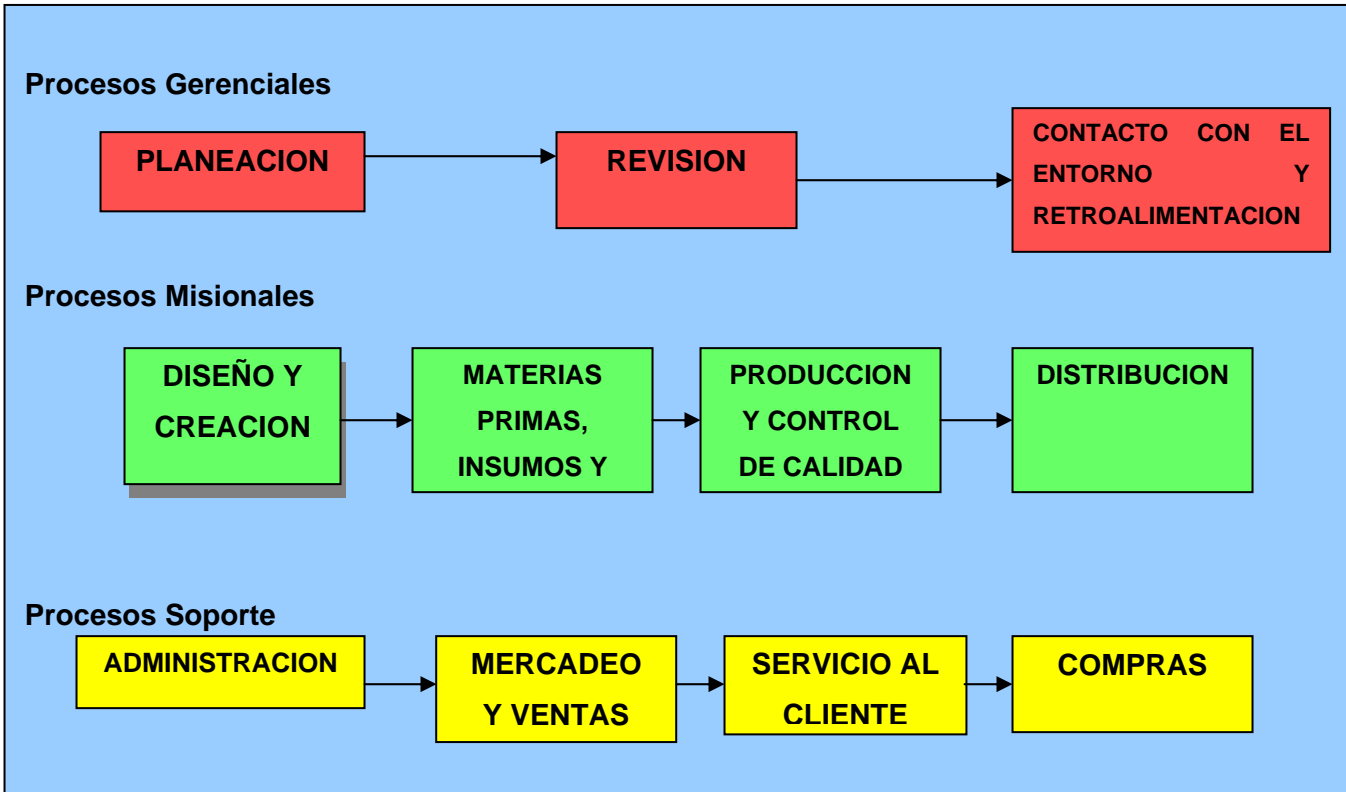 Procesos Gerenciales
PLANEACION
REVISION
CONTACTO CON EL
ENTORNO Y
RETROALIMENTACION
Procesos Misionales
DISEÑO Y
CREACION
MATERIAS
PRIMAS,
INSUMOS Y
PRODUCCION
Y CONTROL
DE CALIDAD
DISTRIBUCION
Procesos Soporte
ADMINISTRACION
MERCADEO
Y VENTAS
SERVICIO AL
CLIENTE
COMPRAS